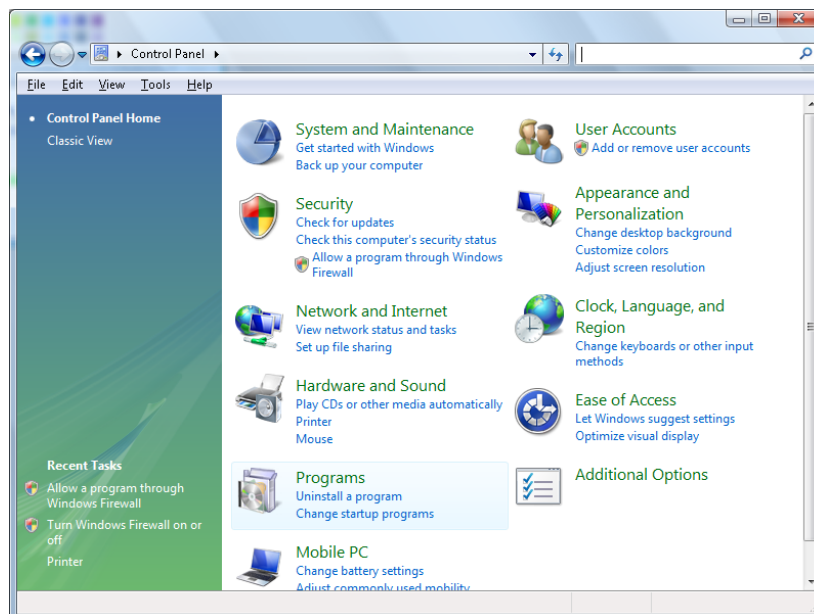 Control Panel
File Edit View Tools Help
Control Panel Home
Classic View
Recent Tasks
Allow a program through
Windows Firewall
Turn Windows Firewall on or
off
Printer
System and Maintenance
Get started with Windows
Back up your computer
Security
Check for updates
Check this computer's security status
Allow a program through Windows
Firewall
Network and Internet
View network status and tasks
Set up file sharing
Hardware and Sound
Play CDs or other media automatically
Printer
Mouse
Programs
Uninstall a program
Change startup programs
Mobile PC
Change battery settings
Adjust commonly used mobility
User Accounts
Add or remove user accounts
Appearance and
Personalization
Change desktop background
Customize colors
Adjust screen resolution
Clock, Language, and
Region
Change keyboards or other input
methods
Ease of Access
Let Windows suggest settings
Optimize visual display
Additional Options